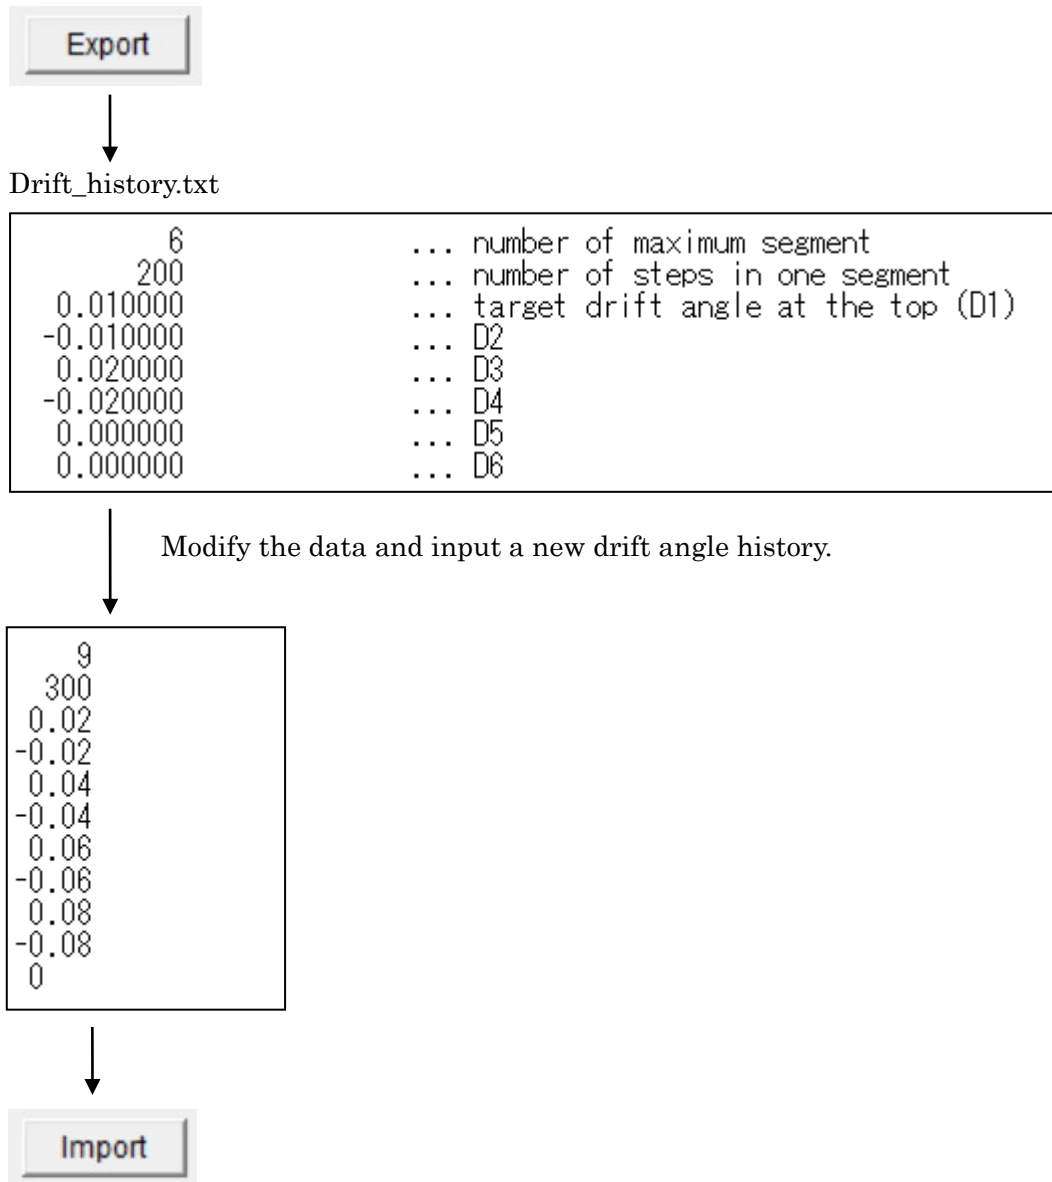 Export
Drift_history.txt
6 ... number of maximum segment
200 ... number of steps in one segment
0.010000 ... target drift angle at the top (D1)
-0.010000 ... D2
0.020000 ... D3
-0.020000 ... D4
0.000000 ... D5
0.000000 ... D6
Modify the data and input a new drift angle history.
9
300
0.02
-0.02
0.04
-0.04
0.06
-0.06
0.08
-0.08
0
Import